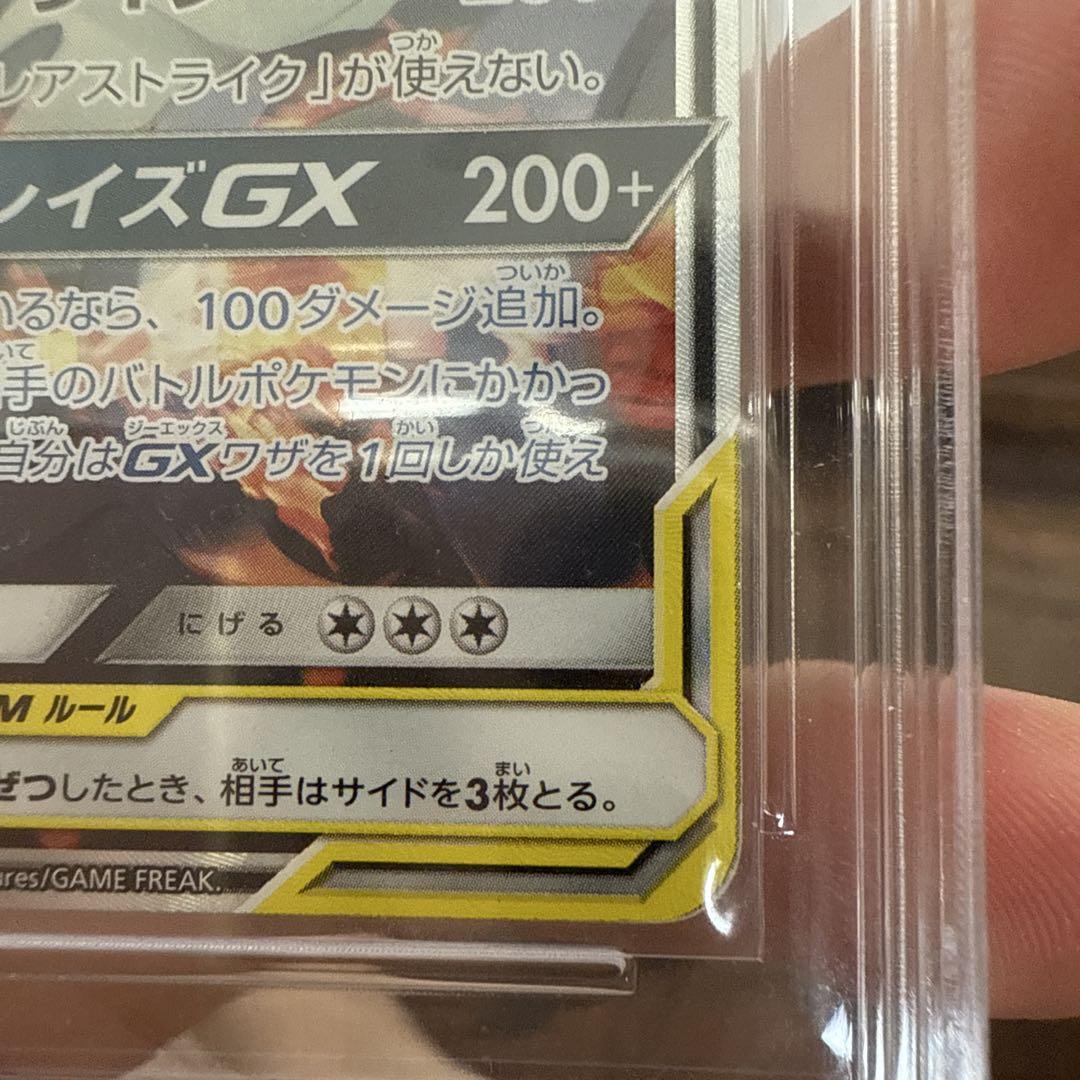 レアストライク」が使えない。
レイズGX 200+
いるなら、100ダメージ追加。
手のバトルポケモンにかかっ
自分はGXワザを1回しか使え
にげる
M ルール
ぜつしたとき、相手はサイドを3枚とる。
res/GAME FREAK.